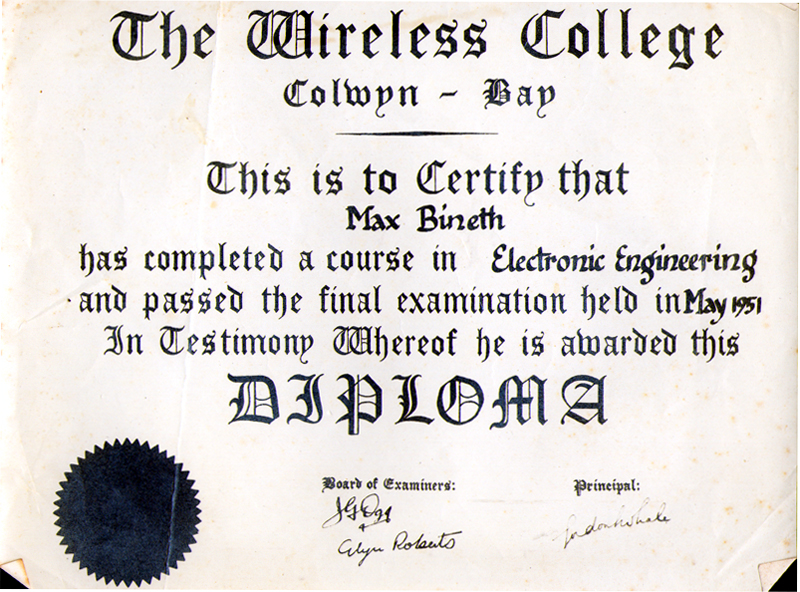 The Wireless College
Colwyn - Bay
This is to Certify that
Max Bineth
has completed a course in Electronic Engineering
and passed the final examination held in May 1951
In Testimony Whereof he is awarded this
DIPLOMA
Board of Examiners: Principal:
Roberts